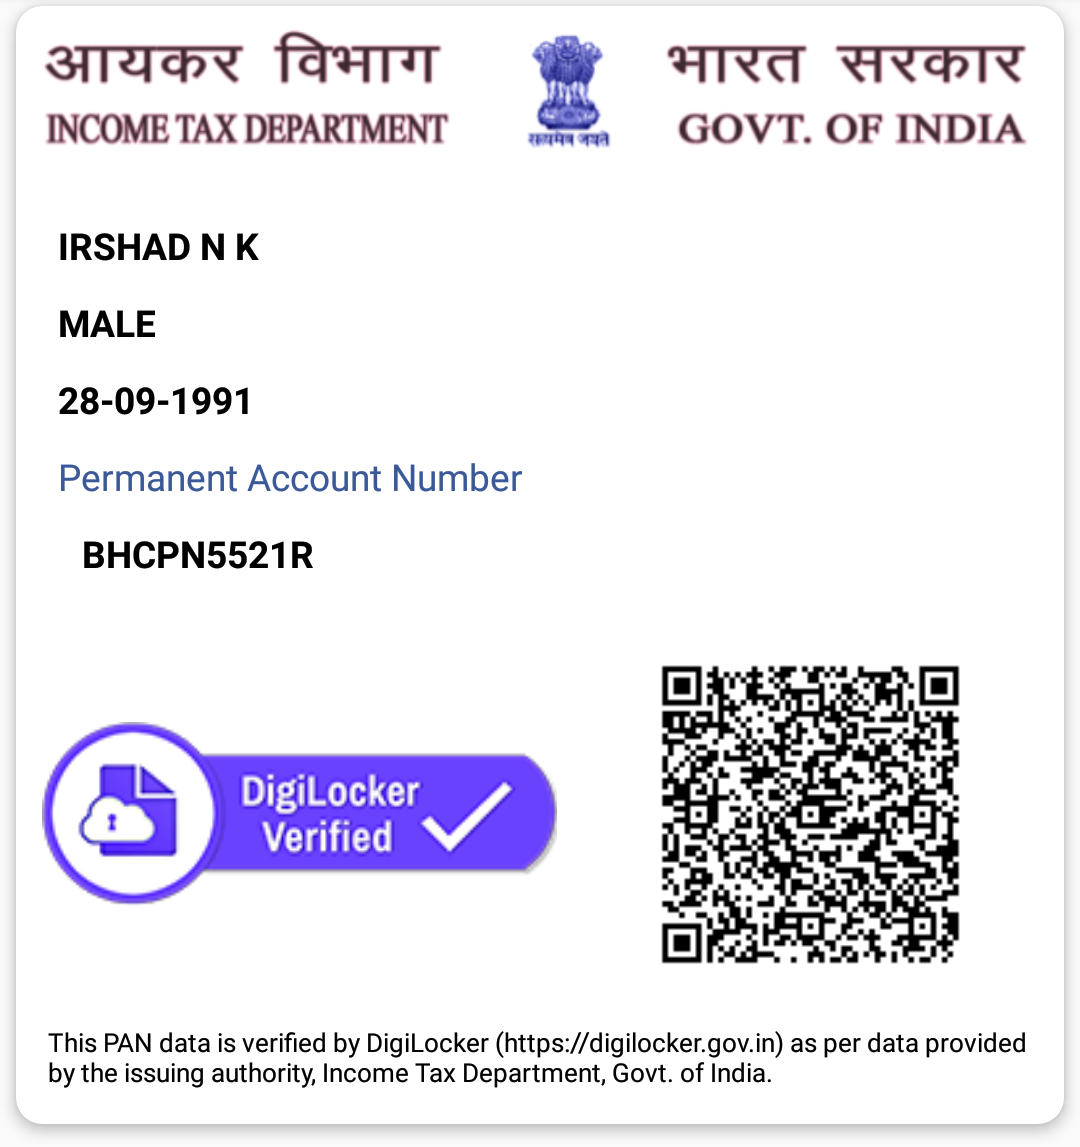 आयकर विभाग
भारत सरकार
INCOME TAX DEPARTMENT
सत्यमेव जयते
GOVT. OF INDIA
IRSHAD N K
MALE
28-09-1991
Permanent Account Number
BHCPN5521R
DigiLocker
Verified
This PAN data is verified by DigiLocker (https://digilocker.gov.in) as per data provided
by the issuing authority, Income Tax Department, Govt. of India.